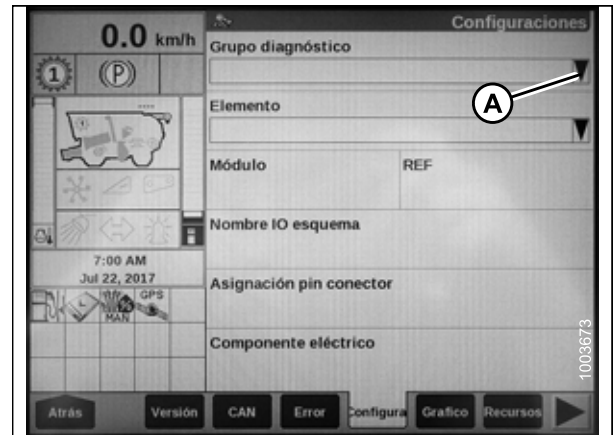 0.0 km/h
Configuraciones
Grupo diagnóstico
1
(P)
A
Elemento
Módulo
REF
Nombre IO esquema
7:00 AM
Jul 22, 2017
Asignación pin conector
GPS
MAN
Componente eléctrico
1003673
Atrás
Versión
CAN
Error
Configura
Grafico
Recursos